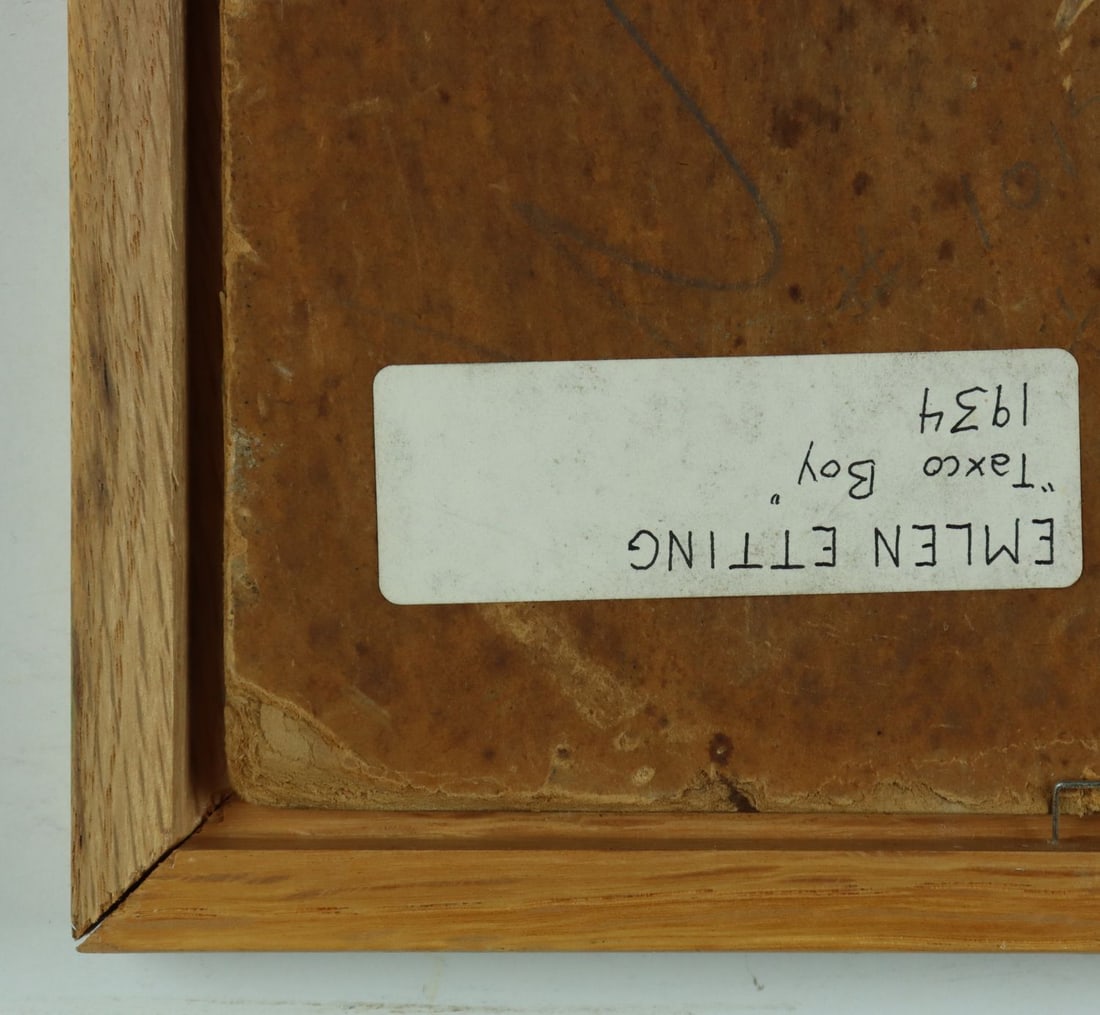 EMLEN ETTING
"Taxco Boy"
1934